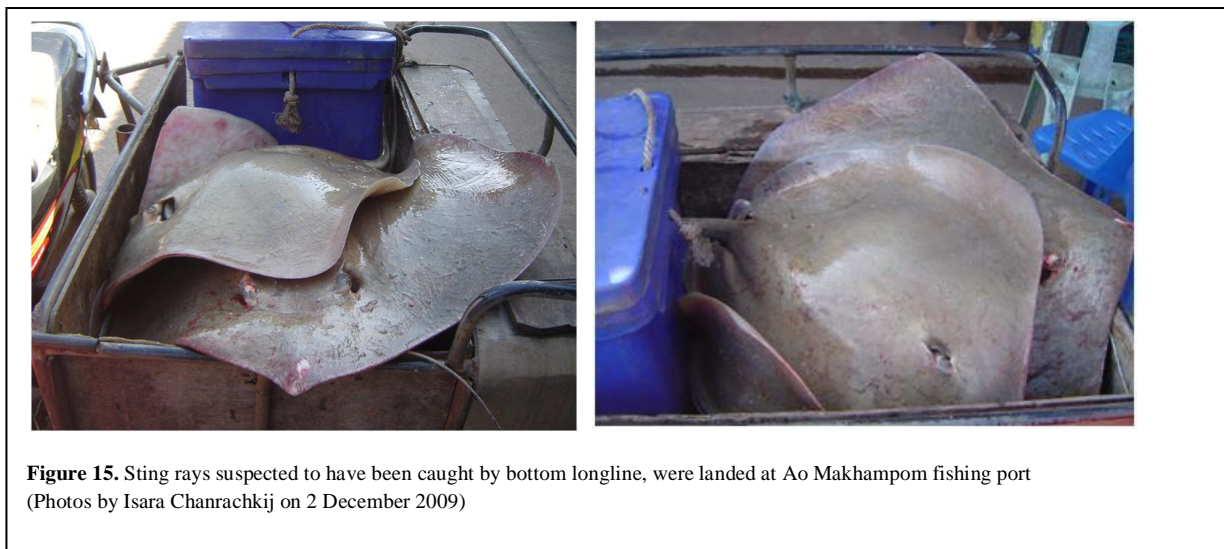 Figure 15. Sting rays suspected to have been caught by bottom longline, were landed at Ao Makhampom fishing port
(Photos by Isara Chanrachkij on 2 December 2009)